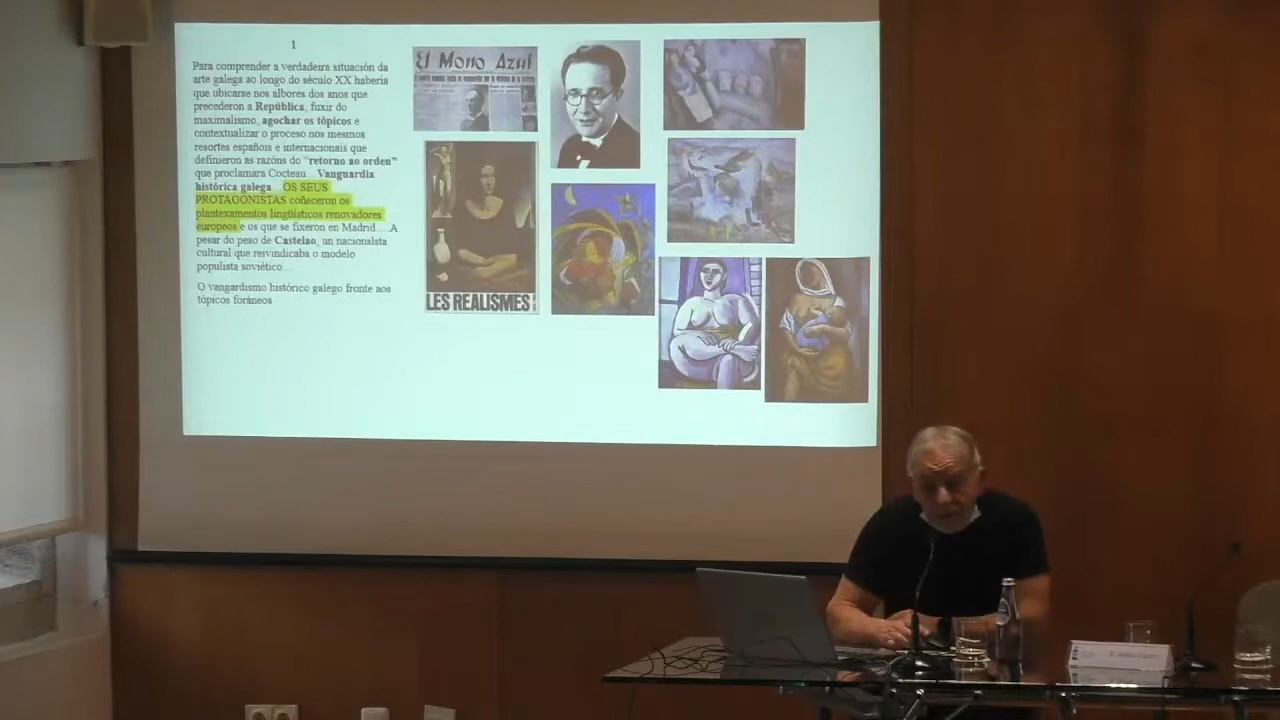 1
Para comprender a verdadeira situación da
arte galega ao longo do século XX habería
que ubicarse nos albores dos anos que
precederon a República, fuxir do
maximalismo, agochar os tópicos e
contextualizar o proceso nos mesmos
resortes españois e internacionais que
definieron as razóns do “retorno ao orden”
que proclamara Cocteau... Vanguardia
histórica galega... OS SEUS
PROTAGONISTAS coñeceron os
plantexamentos lingüísticos renovadores
europeos e os que se fixeron en Madrid....A
pesar do peso de Castelao, un nacionalista
cultural que reivindicaba o modelo
populista soviético...
O vangardismo histórico galego fronte aos
tópicos foráneos
El Mono Azul
LES REALISMES